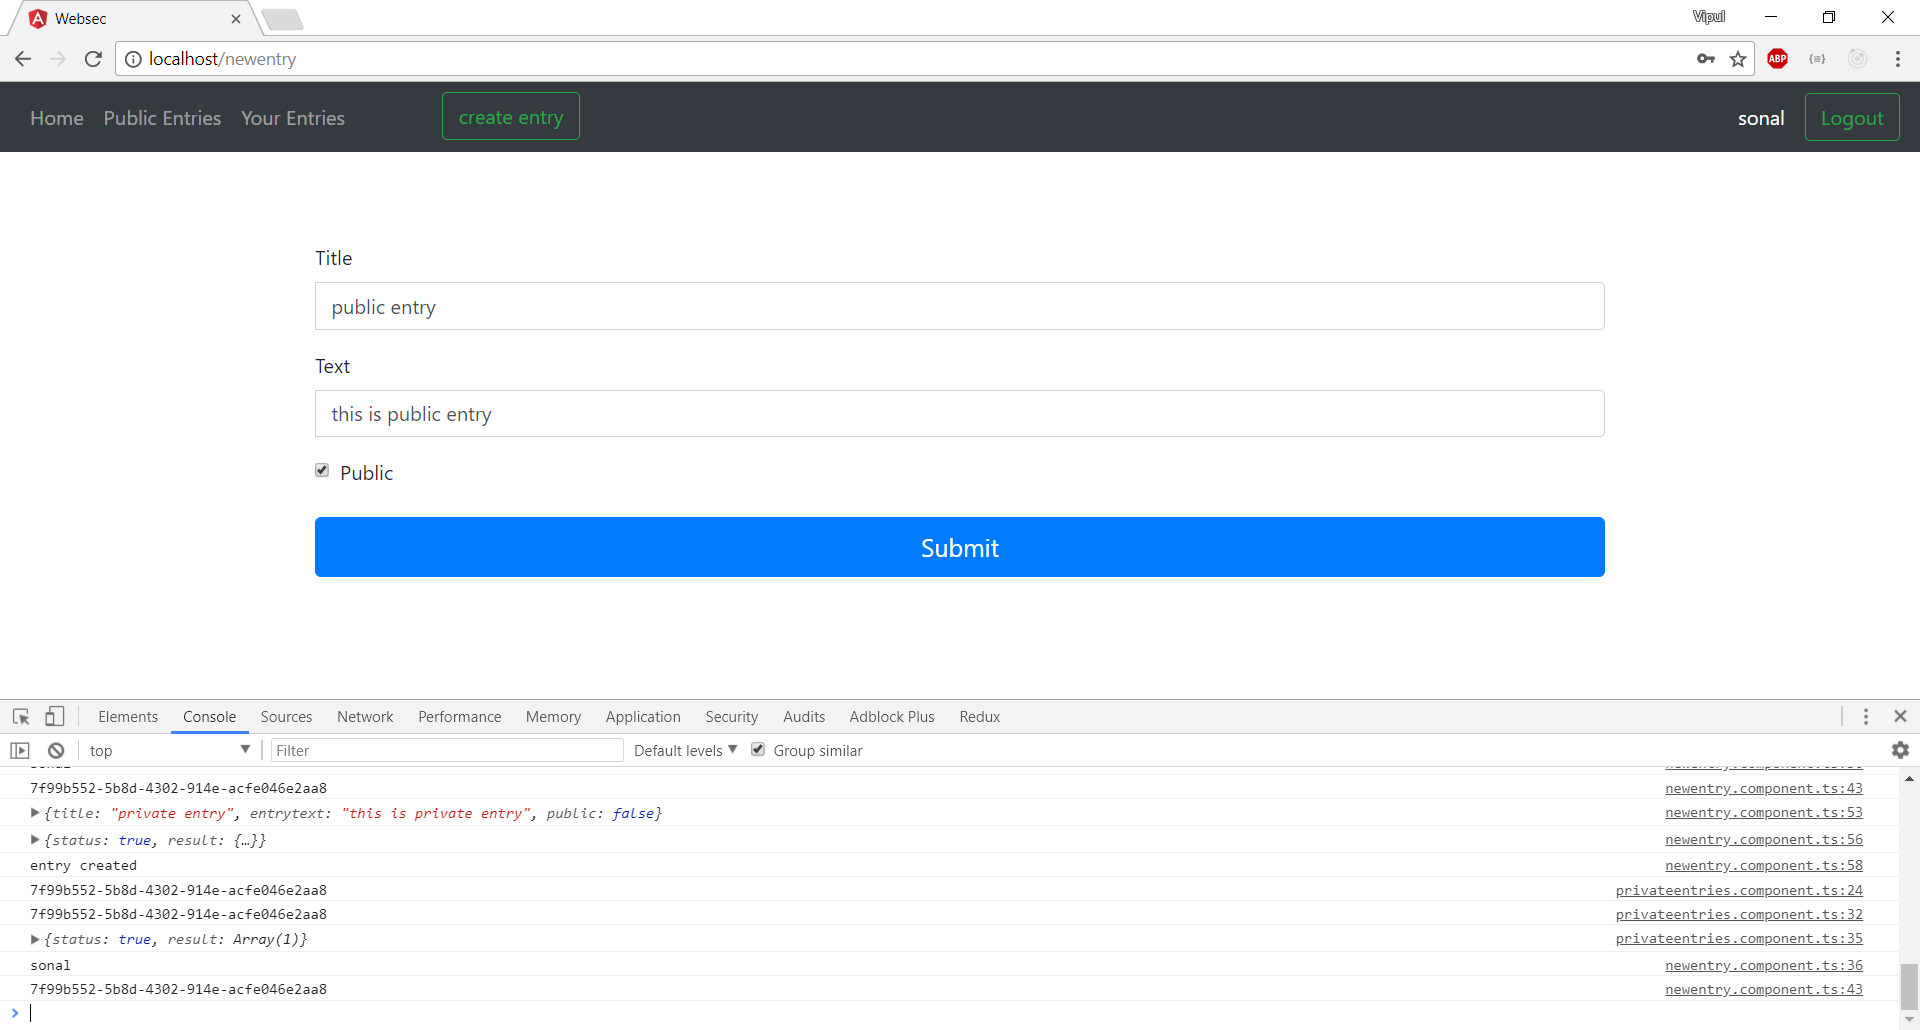 Websec
Vipul
localhost/newentry
ABP
Home Public Entries Your Entries create entry sonal Logout
Title
public entry
Text
this is public entry
Public
Submit
Elements Console Sources Network Performance Memory Application Security Audits Adblock Plus Redux
top Filter Default levels Group similar
7f99b552-5b8d-4302-914e-acfe046e2aa8 newentry.component.ts:43
{title: "private entry", entrytext: "this is private entry", public: false} newentry.component.ts:53
{status: true, result: {…}} newentry.component.ts:56
entry created newentry.component.ts:58
7f99b552-5b8d-4302-914e-acfe046e2aa8 privateentries.component.ts:24
7f99b552-5b8d-4302-914e-acfe046e2aa8 privateentries.component.ts:32
{status: true, result: Array(1)} privateentries.component.ts:35
sonal newentry.component.ts:36
7f99b552-5b8d-4302-914e-acfe046e2aa8 newentry.component.ts:43